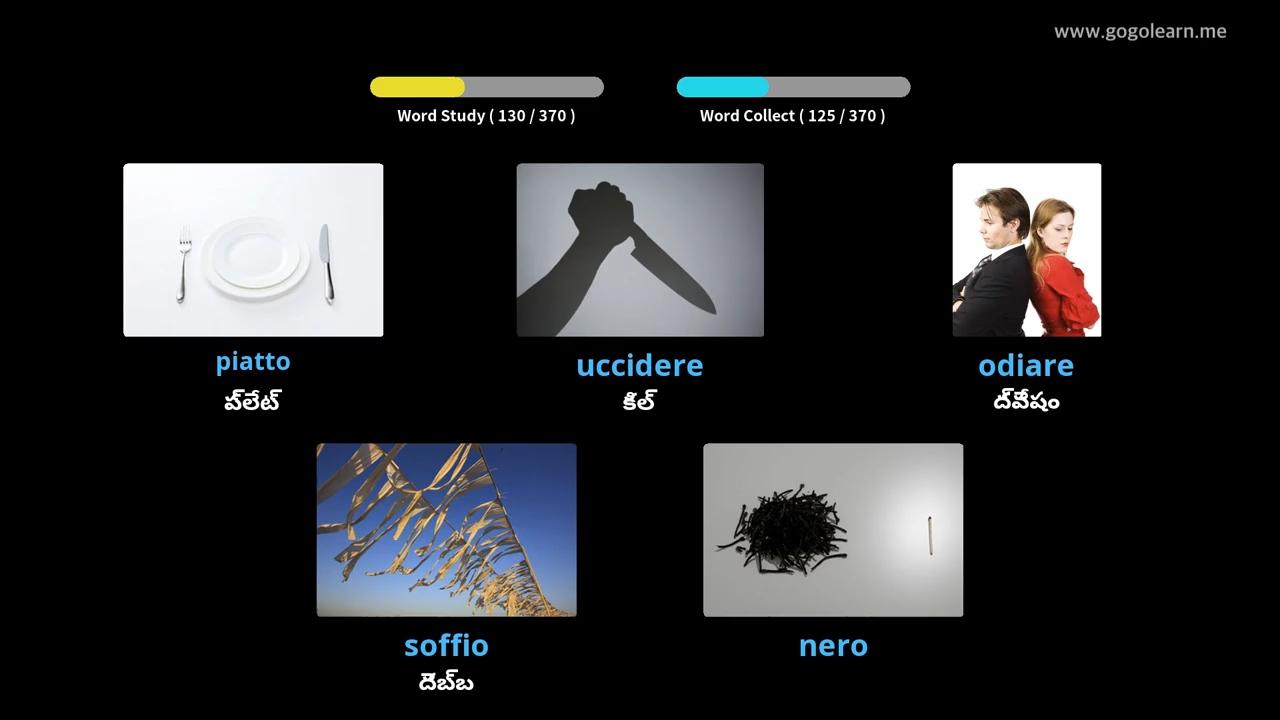 www.gogolearn.me
Word Study ( 130 / 370 )
Word Collect ( 125 / 370 )
piatto
ప్‌లేట్
uccidere
కిల్
odiare
ద్‌వేషం
soffio
దెబ్‌బ
nero